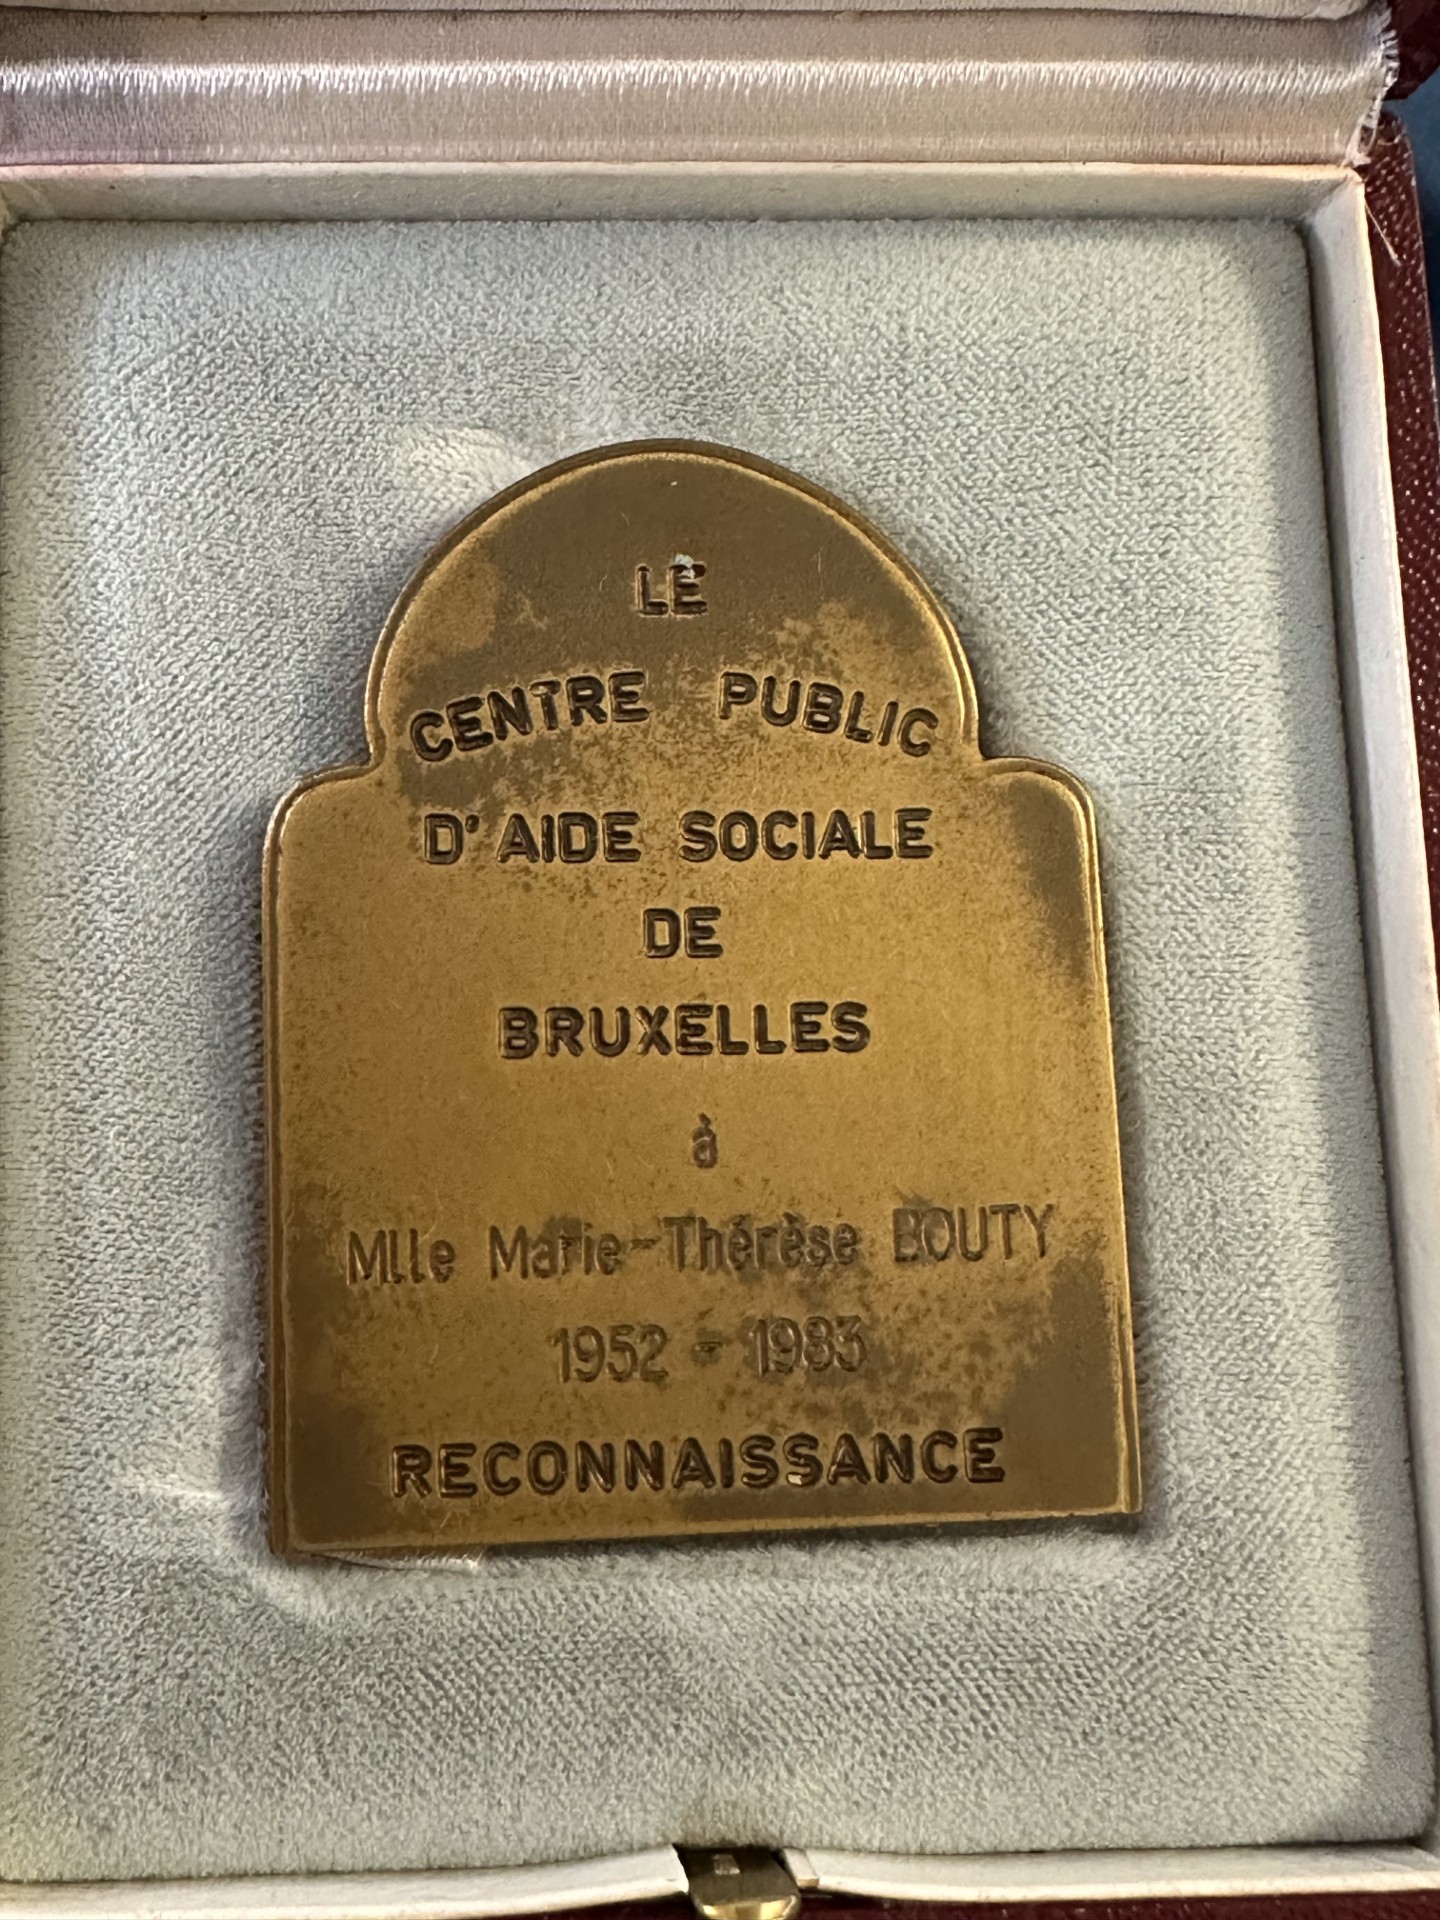 LE
CENTRE PUBLIC
D'AIDE SOCIALE
DE
BRUXELLES
à
Mlle Marie-Thérèse BOUTY
1952 - 1983
RECONNAISSANCE